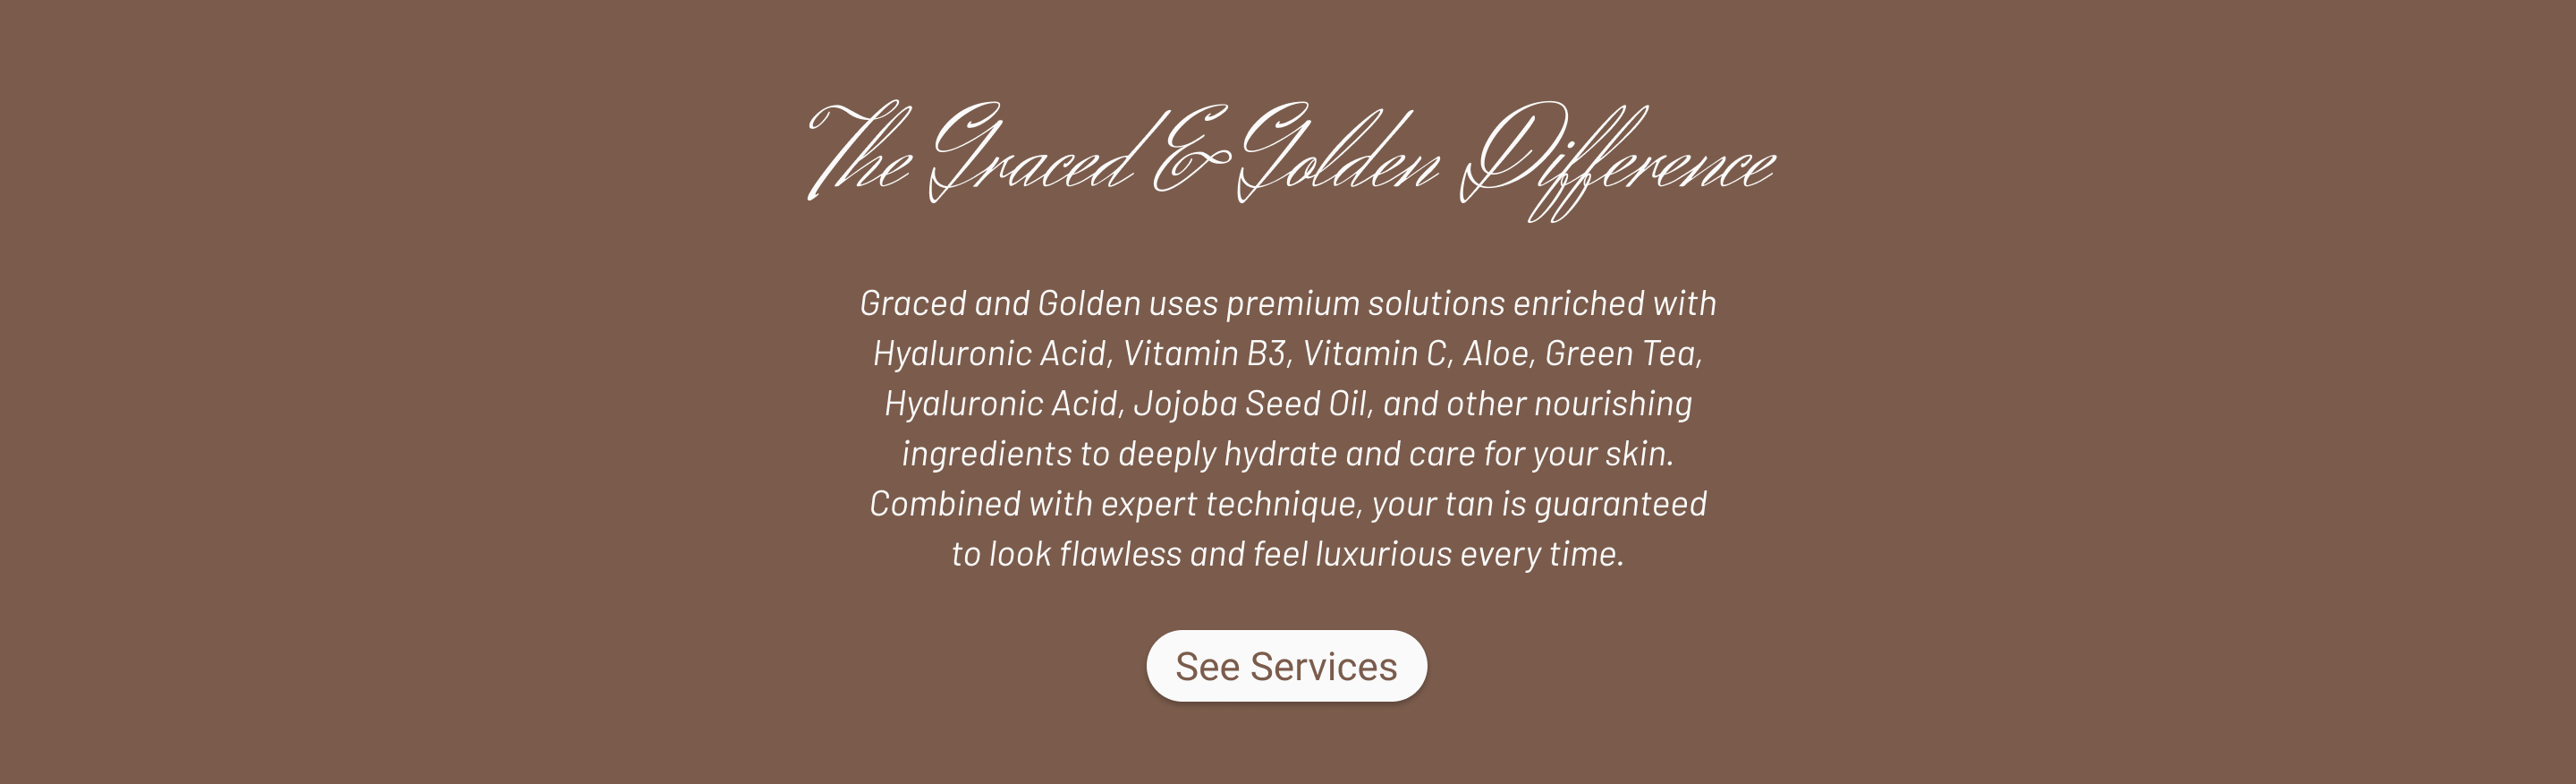 The Graced & Golden Difference
Graced and Golden uses premium solutions enriched with
Hyaluronic Acid, Vitamin B3, Vitamin C, Aloe, Green Tea,
Hyaluronic Acid, Jojoba Seed Oil, and other nourishing
ingredients to deeply hydrate and care for your skin.
Combined with expert technique, your tan is guaranteed
to look flawless and feel luxurious every time.
See Services